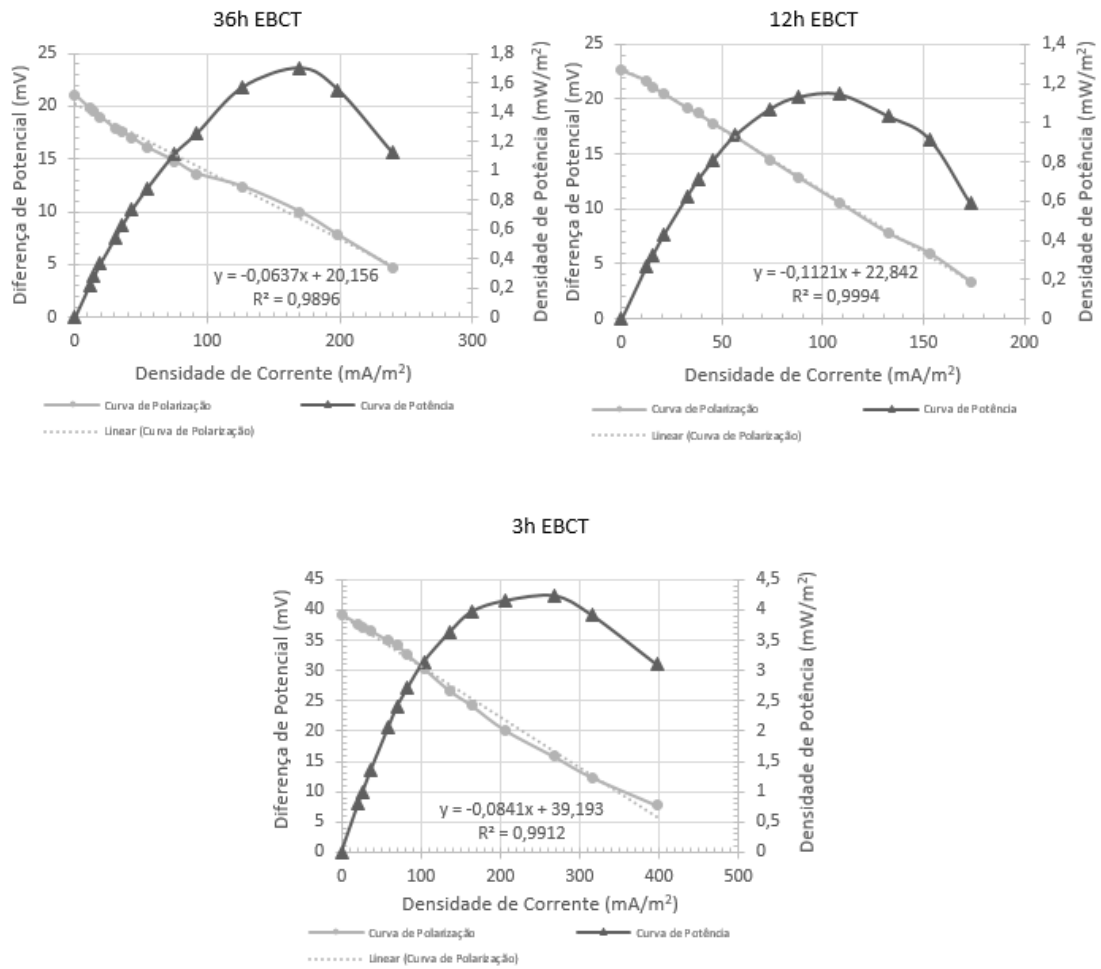 36h EBCT
Diferença de Potencial (mV)
25
20
15
10
5
0
Densidade de Potência (mW/m²)
1,8
1,6
1,4
1,2
1
0,8
0,6
0,4
0,2
0
y = -0,0637x + 20,156
R² = 0,9896
0 100 200 300
Densidade de Corrente (mA/m²)
Curva de Polarização Curva de Potência
Linear (Curva de Polarização)
12h EBCT
Diferença de Potencial (mV)
25
20
15
10
5
0
Densidade de Potência (mW/m²)
1,4
1,2
1
0,8
0,6
0,4
0,2
0
y = -0,1121x + 22,842
R² = 0,9994
0 50 100 150 200
Densidade de Corrente (mA/m²)
Curva de Polarização Curva de Potência
Linear (Curva de Polarização)
3h EBCT
Diferença de Potencial (mV)
45
40
35
30
25
20
15
10
5
0
Densidade de Potência (mW/m²)
4,5
4
3,5
3
2,5
2
1,5
1
0,5
0
y = -0,0841x + 39,193
R² = 0,9912
0 100 200 300 400 500
Densidade de Corrente (mA/m²)
Curva de Polarização Curva de Potência
Linear (Curva de Polarização)